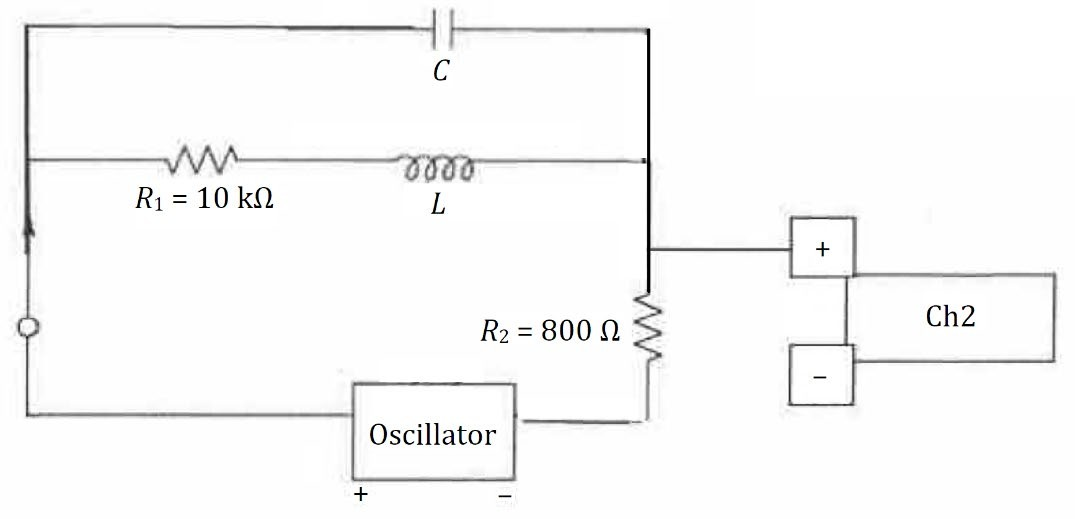 C
R₁ = 10 kΩ
L
+
Ch2
R₂ = 800 Ω
–
Oscillator
+ –